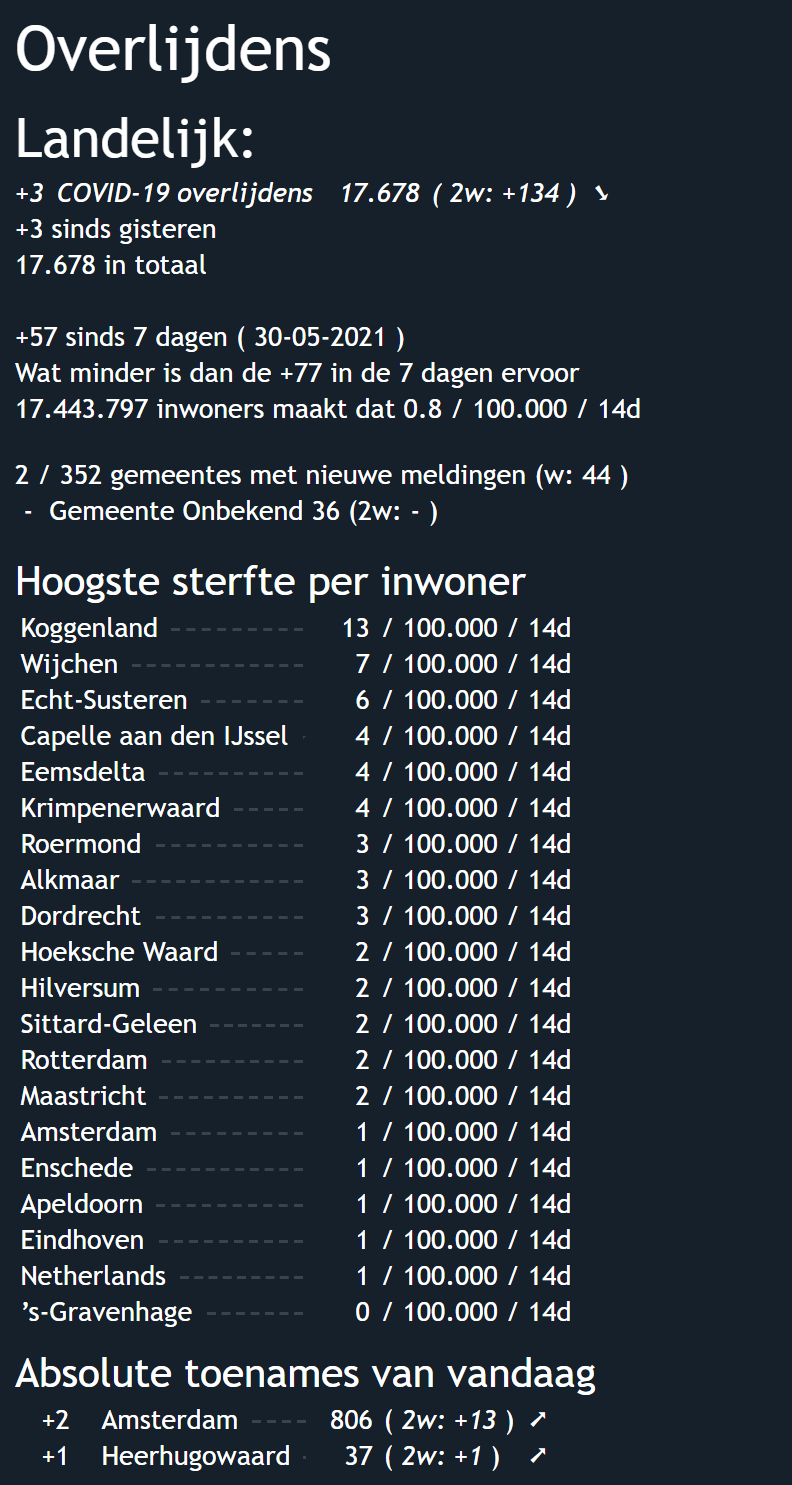 Overlijdens
Landelijk:
+3 COVID-19 overlijdens 17.678 ( 2w: +134 ) ➘
+3 sinds gisteren
17.678 in totaal
+57 sinds 7 dagen ( 30-05-2021 )
Wat minder is dan de +77 in de 7 dagen ervoor
17.443.797 inwoners maakt dat 0.8 / 100.000 / 14d
2 / 352 gemeentes met nieuwe meldingen (w: 44 )
- Gemeente Onbekend 36 (2w: - )
Hoogste sterfte per inwoner
Koggenland 13 / 100.000 / 14d
Wijchen 7 / 100.000 / 14d
Echt-Susteren 6 / 100.000 / 14d
Capelle aan den IJssel 4 / 100.000 / 14d
Eemsdelta 4 / 100.000 / 14d
Krimpenerwaard 4 / 100.000 / 14d
Roermond 3 / 100.000 / 14d
Alkmaar 3 / 100.000 / 14d
Dordrecht 3 / 100.000 / 14d
Hoeksche Waard 2 / 100.000 / 14d
Hilversum 2 / 100.000 / 14d
Sittard-Geleen 2 / 100.000 / 14d
Rotterdam 2 / 100.000 / 14d
Maastricht 2 / 100.000 / 14d
Amsterdam 1 / 100.000 / 14d
Enschede 1 / 100.000 / 14d
Apeldoorn 1 / 100.000 / 14d
Eindhoven 1 / 100.000 / 14d
Netherlands 1 / 100.000 / 14d
’s-Gravenhage 0 / 100.000 / 14d
Absolute toenames van vandaag
+2 Amsterdam 806 ( 2w: +13 ) ➚
+1 Heerhugowaard 37 ( 2w: +1 ) ➚